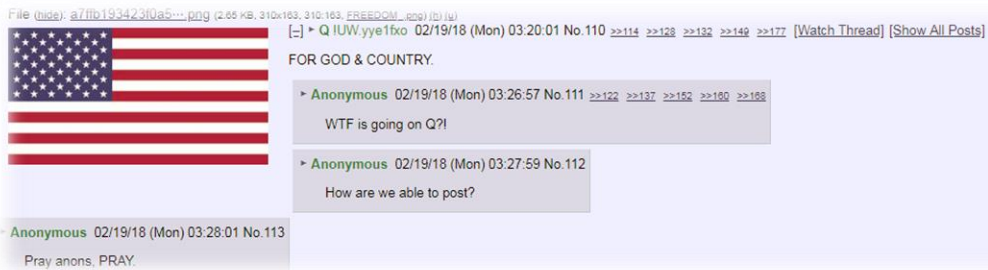 File (hide): a7ffb193423f0a5···.png (2.65 KB, 310x163, 310:163, FREEDOM_.png) (h) (u)
[–] ► Q !UW.yye1fxo 02/19/18 (Mon) 03:20:01 No.110 >>114 >>128 >>132 >>149 >>177 [Watch Thread] [Show All Posts]
FOR GOD & COUNTRY.
► Anonymous 02/19/18 (Mon) 03:26:57 No.111 >>122 >>137 >>152 >>160 >>168
WTF is going on Q?!
► Anonymous 02/19/18 (Mon) 03:27:59 No.112
How are we able to post?
Anonymous 02/19/18 (Mon) 03:28:01 No.113
Pray anons, PRAY.